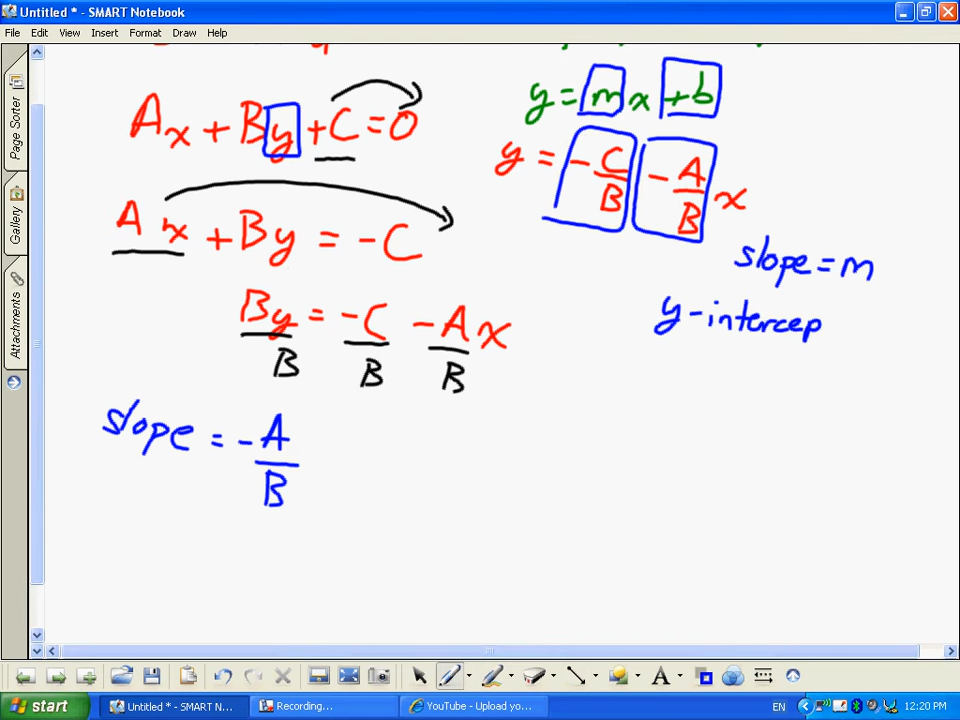 Untitled * - SMART Notebook
File Edit View Insert Format Draw Help
Page Sorter
Gallery
Attachments
Ax + By + C = 0
Ax + By = -C
By = -C - Ax
B B B
slope = - A
B
y = mx + b
y = - C/B - A/B x
slope = m
y-intercep
start
Untitled * - SMART N...
Recording...
YouTube - Upload yo...
EN
12:20 PM